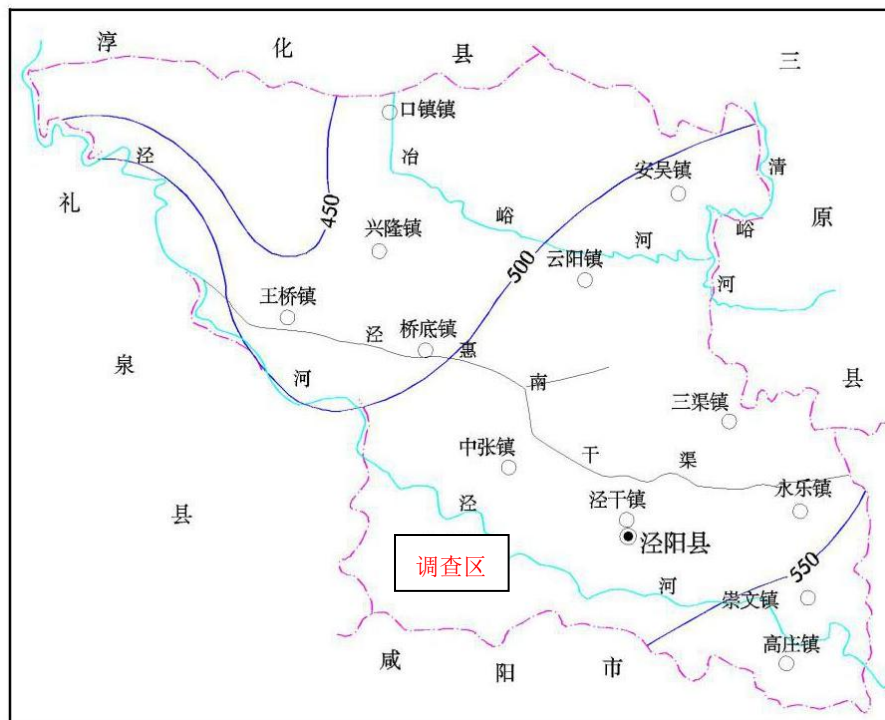 淳 化 县
三
口镇镇
泾
冶
安吴镇
清
礼
450
峪
原
兴隆镇
峪
500
河
云阳镇
河
王桥镇
泾
桥底镇
惠
泉
河
南
县
三渠镇
中张镇
干
渠
县
泾
永乐镇
泾干镇
泾阳县
调查区
550
河
崇文镇
高庄镇
咸 阳 市